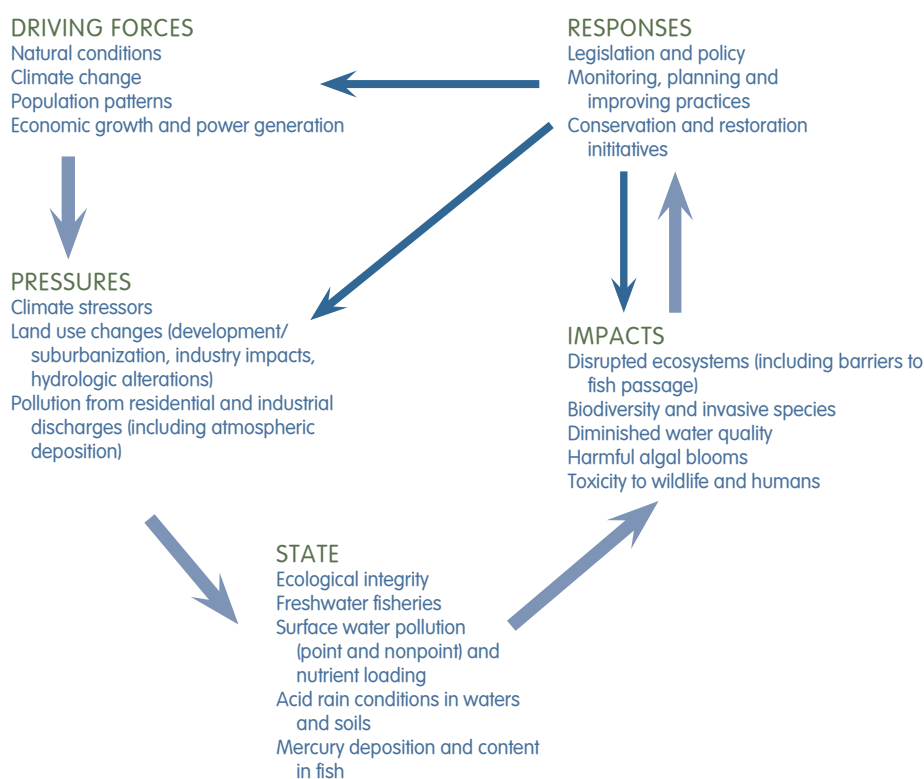 DRIVING FORCES
Natural conditions
Climate change
Population patterns
Economic growth and power generation
RESPONSES
Legislation and policy
Monitoring, planning and
improving practices
Conservation and restoration
inititatives
PRESSURES
Climate stressors
Land use changes (development/
suburbanization, industry impacts,
hydrologic alterations)
Pollution from residential and industrial
discharges (including atmospheric
deposition)
IMPACTS
Disrupted ecosystems (including barriers to
fish passage)
Biodiversity and invasive species
Diminished water quality
Harmful algal blooms
Toxicity to wildlife and humans
STATE
Ecological integrity
Freshwater fisheries
Surface water pollution
(point and nonpoint) and
nutrient loading
Acid rain conditions in waters
and soils
Mercury deposition and content
in fish